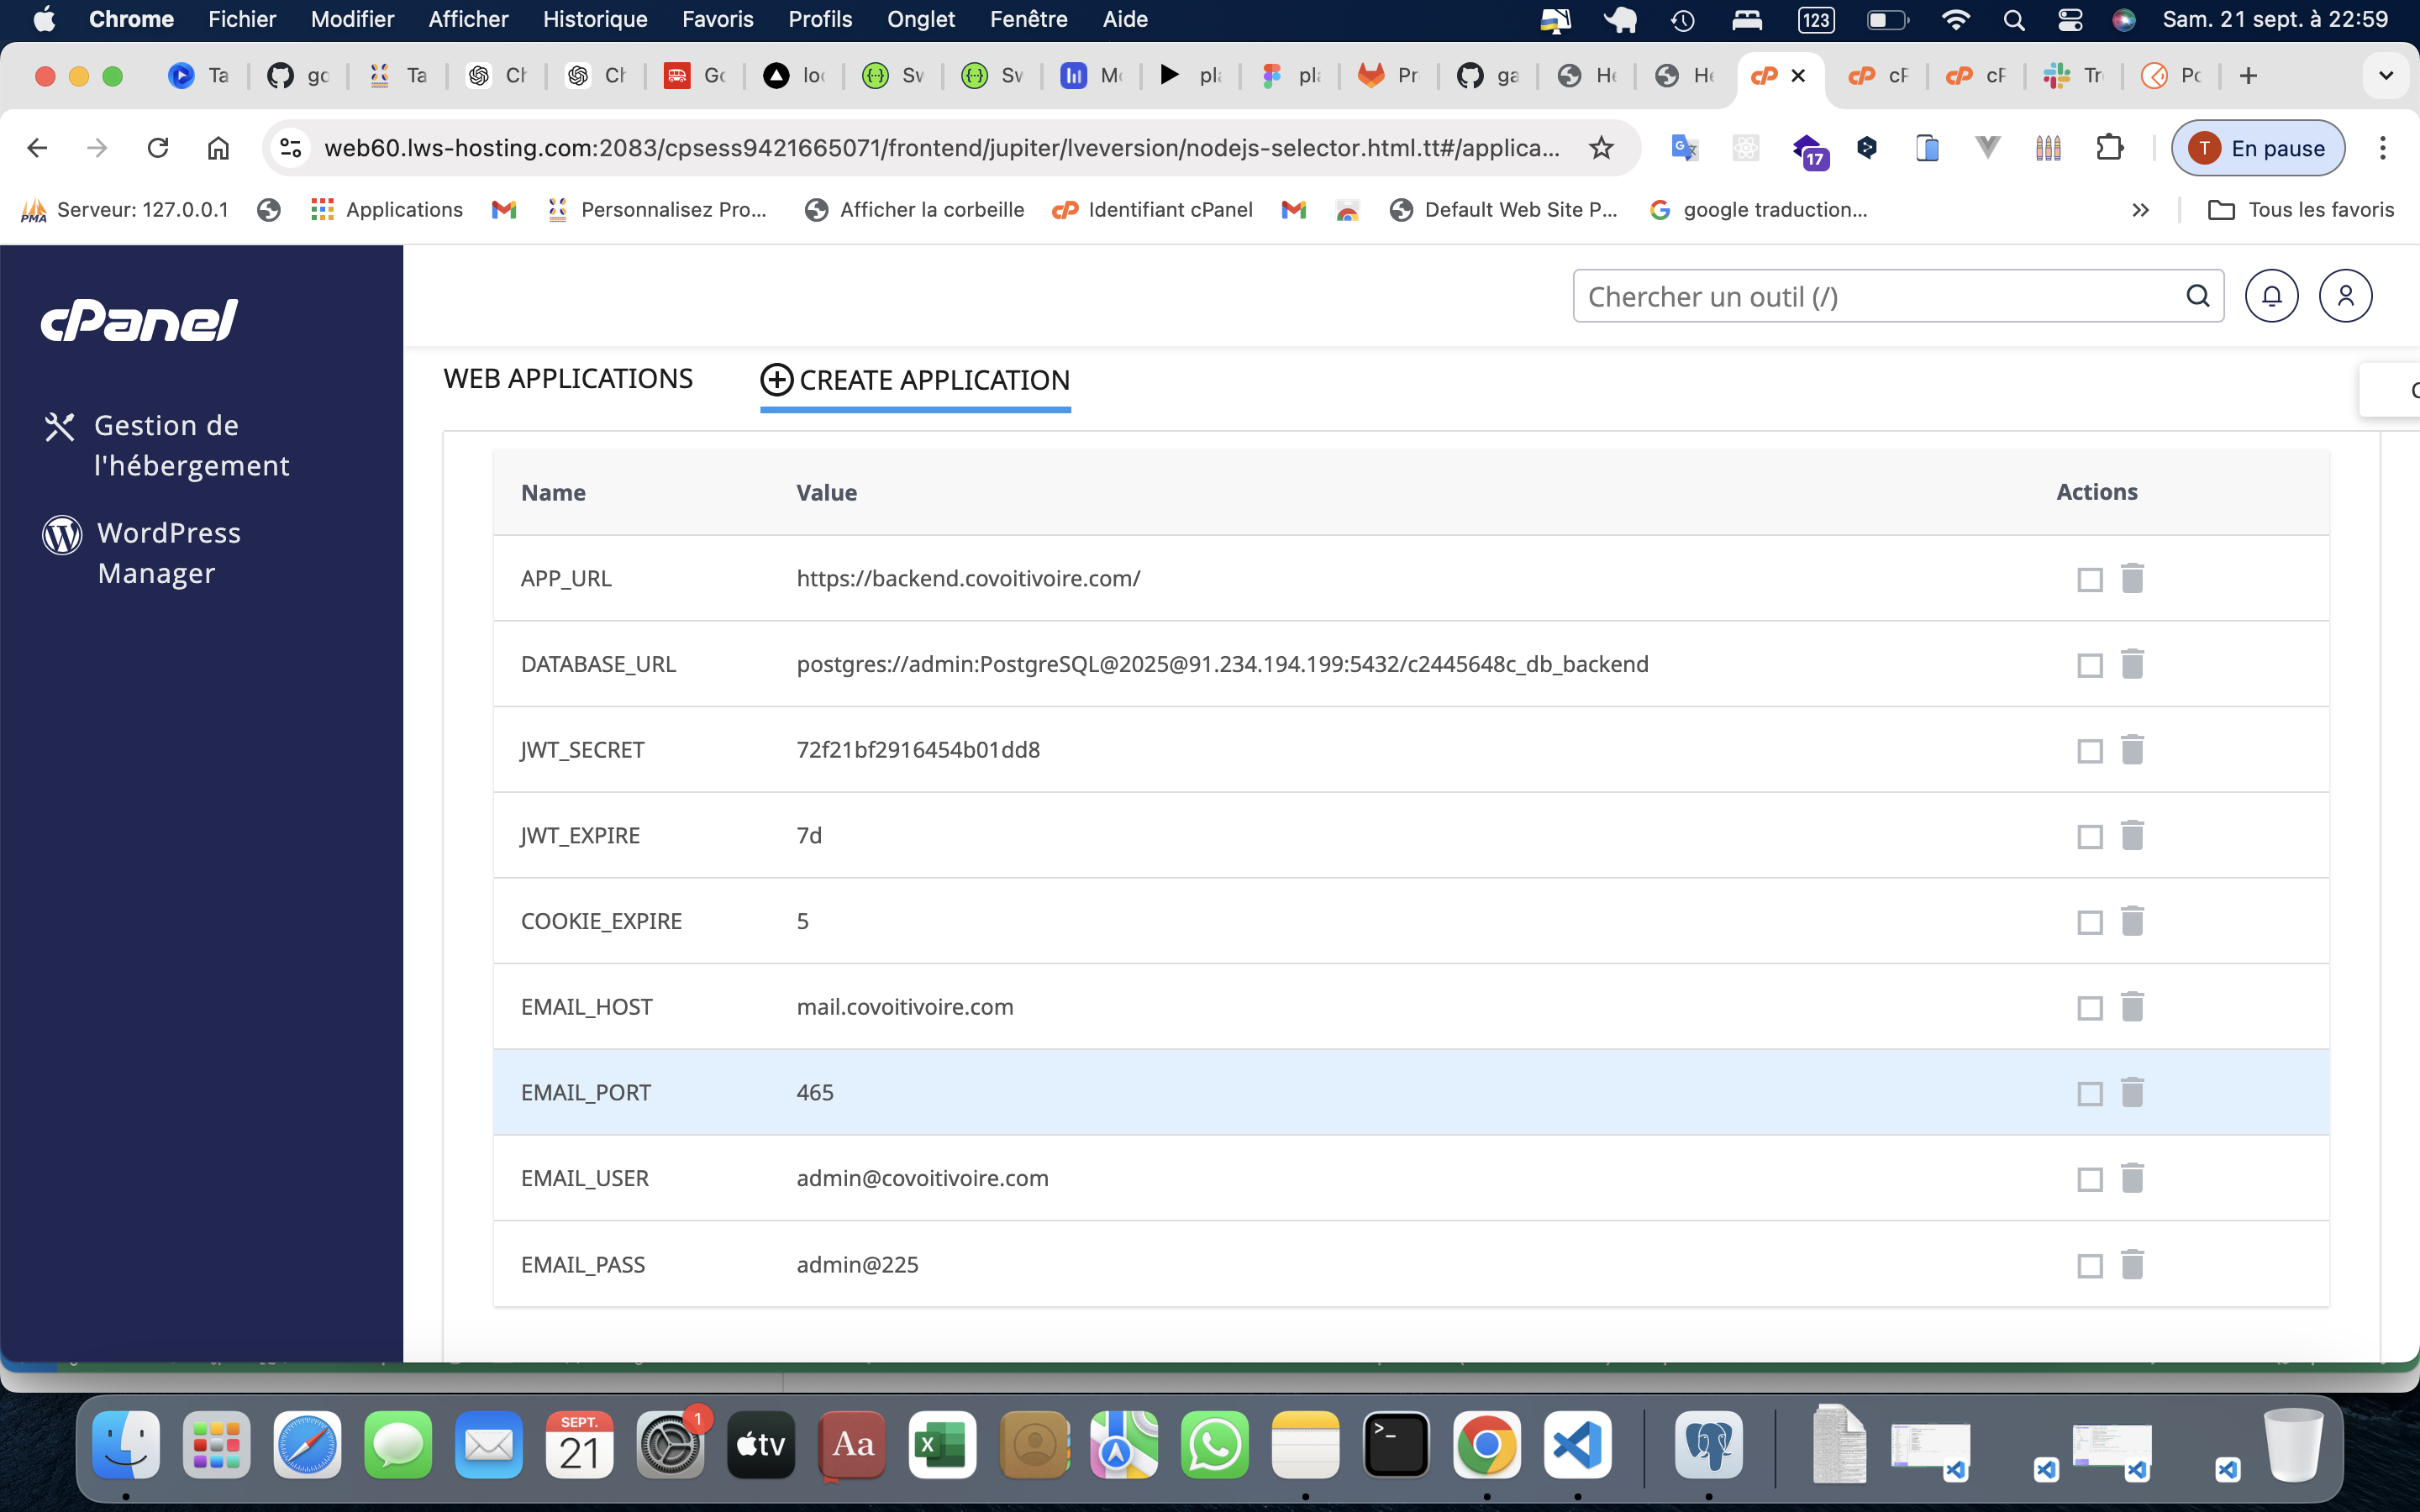 Chrome Fichier Modifier Afficher Historique Favoris Profils Onglet Fenêtre Aide 123 Sam. 21 sept. à 22:59
Ta gc Ta Ch Ch Gc loc Sv Sv Mc pla pla Pr ga He He cP cP Tr Pc
web60.lws-hosting.com:2083/cpsess9421665071/frontend/jupiter/lveversion/nodejs-selector.html.tt#/applica... 17 T En pause
PMA Serveur: 127.0.0.1 Applications Personnalisez Pro... Afficher la corbeille Identifiant cPanel Default Web Site P... google traduction... Tous les favoris
cPanel
Chercher un outil (/)
WEB APPLICATIONS CREATE APPLICATION
Gestion de
l'hébergement
WordPress
Manager
Name Value Actions
APP_URL https://backend.covoitivoire.com/
DATABASE_URL postgres://admin:PostgreSQL@2025@91.234.194.199:5432/c2445648c_db_backend
JWT_SECRET 72f21bf2916454b01dd8
JWT_EXPIRE 7d
COOKIE_EXPIRE 5
EMAIL_HOST mail.covoitivoire.com
EMAIL_PORT 465
EMAIL_USER admin@covoitivoire.com
EMAIL_PASS admin@225
SEPT.
21
1
tv
Aa
X